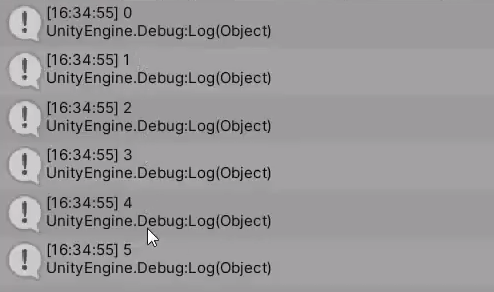 [16:34:55] 0
UnityEngine.Debug:Log(Object)
[16:34:55] 1
UnityEngine.Debug:Log(Object)
[16:34:55] 2
UnityEngine.Debug:Log(Object)
[16:34:55] 3
UnityEngine.Debug:Log(Object)
[16:34:55] 4
UnityEngine.Debug:Log(Object)
[16:34:55] 5
UnityEngine.Debug:Log(Object)